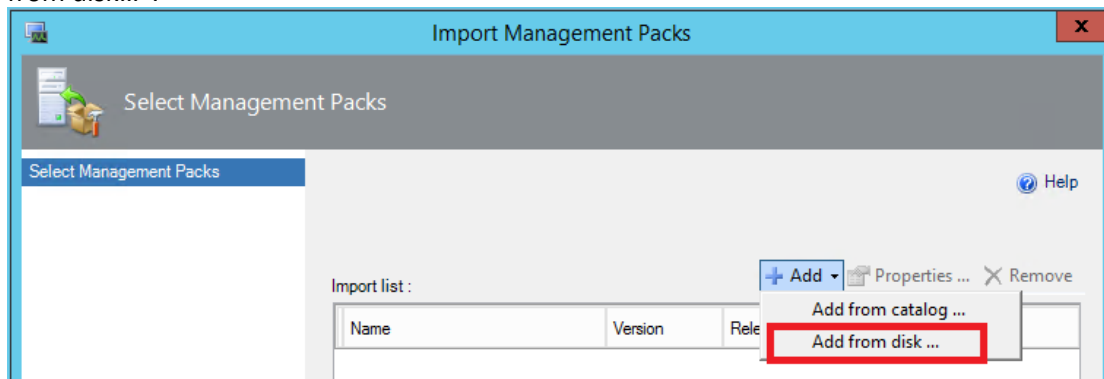 Import Management Packs
x
Select Management Packs
Select Management Packs
Help
Import list :
Add
Properties ...
Remove
Name
Version
Rele
Add from catalog ...
Add from disk ...